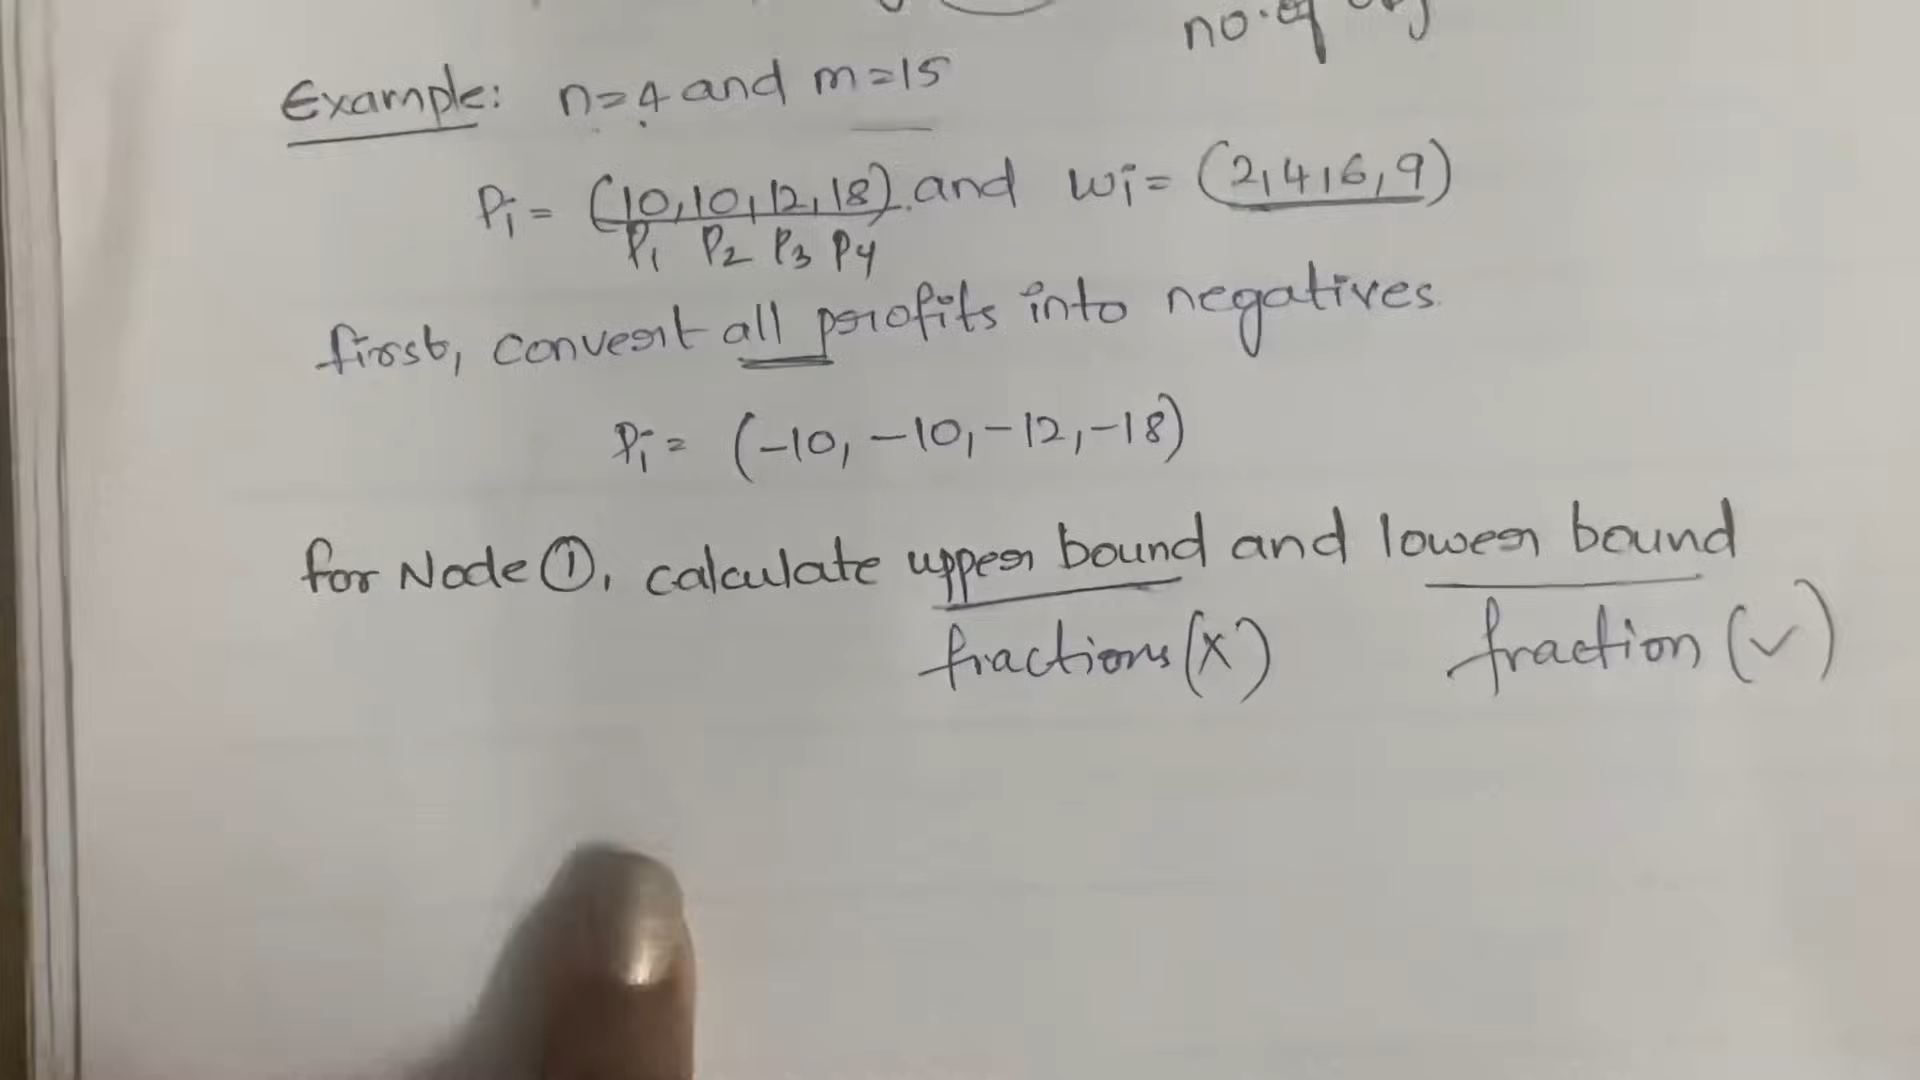 no. of
Example: n=4 and m=15
Pi = (10,10,12,18) and wi= (2,4,6,9)
P1 P2 P3 P4
first, convert all profits into negatives.
Pi = (-10, -10, -12, -18)
for Node ①, calculate upper bound and lower bound
fractions (x) fraction (✓)